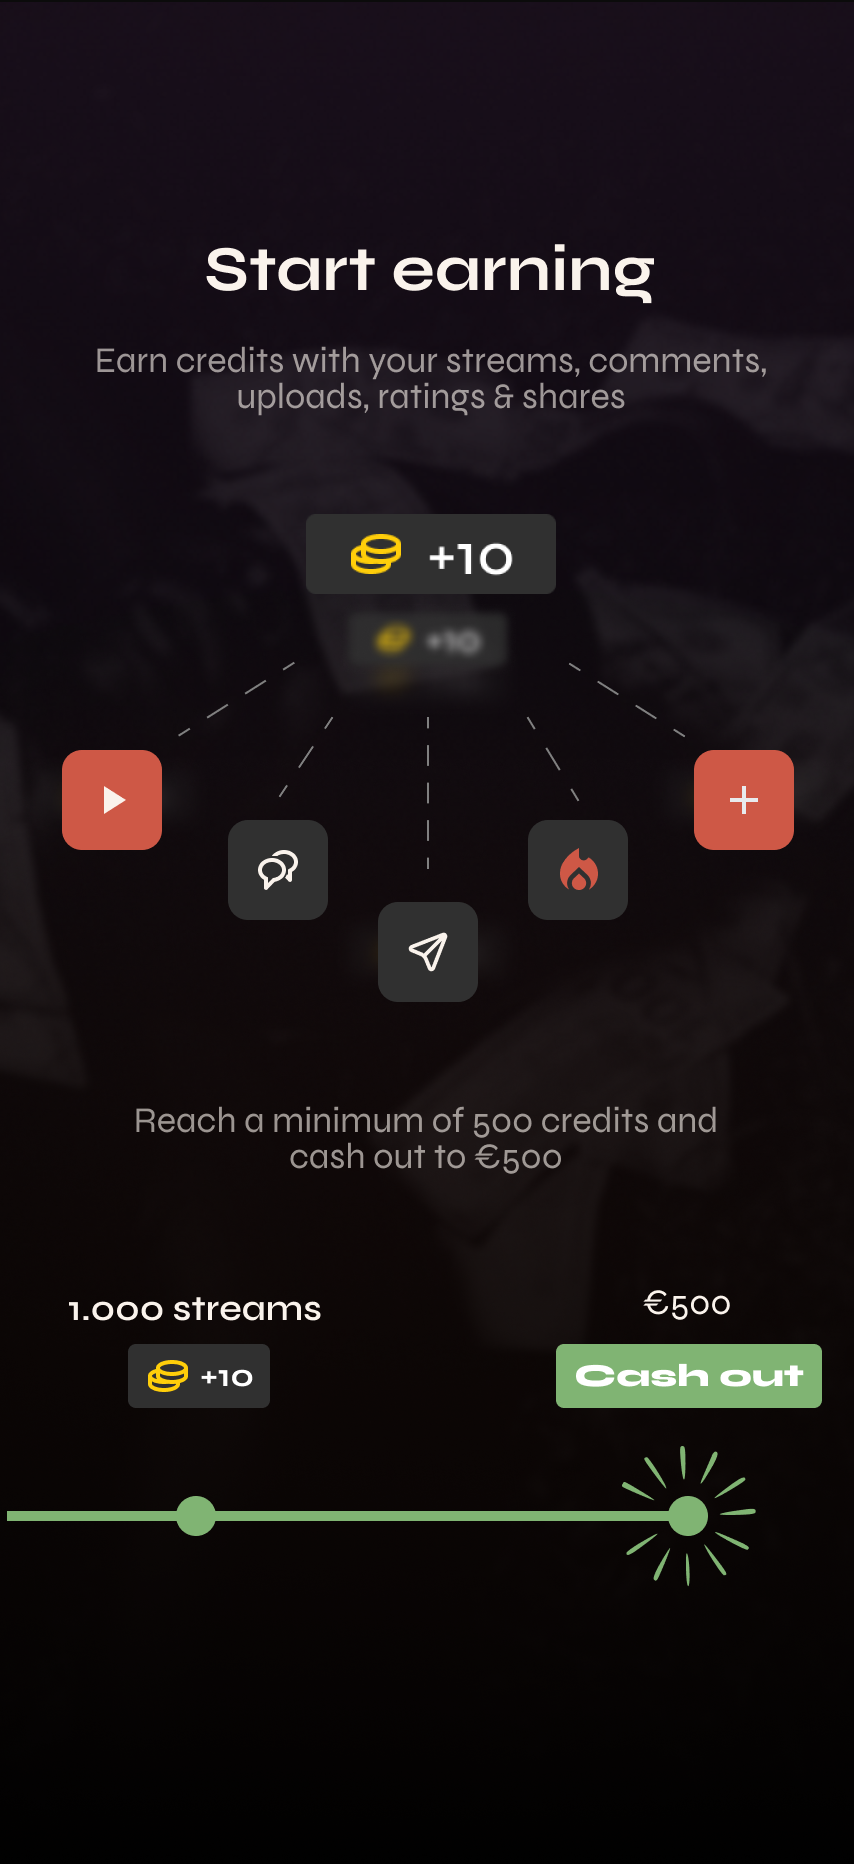 Start earning
Earn credits with your streams, comments,
uploads, ratings & shares
+10
+10
Reach a minimum of 500 credits and
cash out to €500
1.000 streams
€500
+10
Cash out